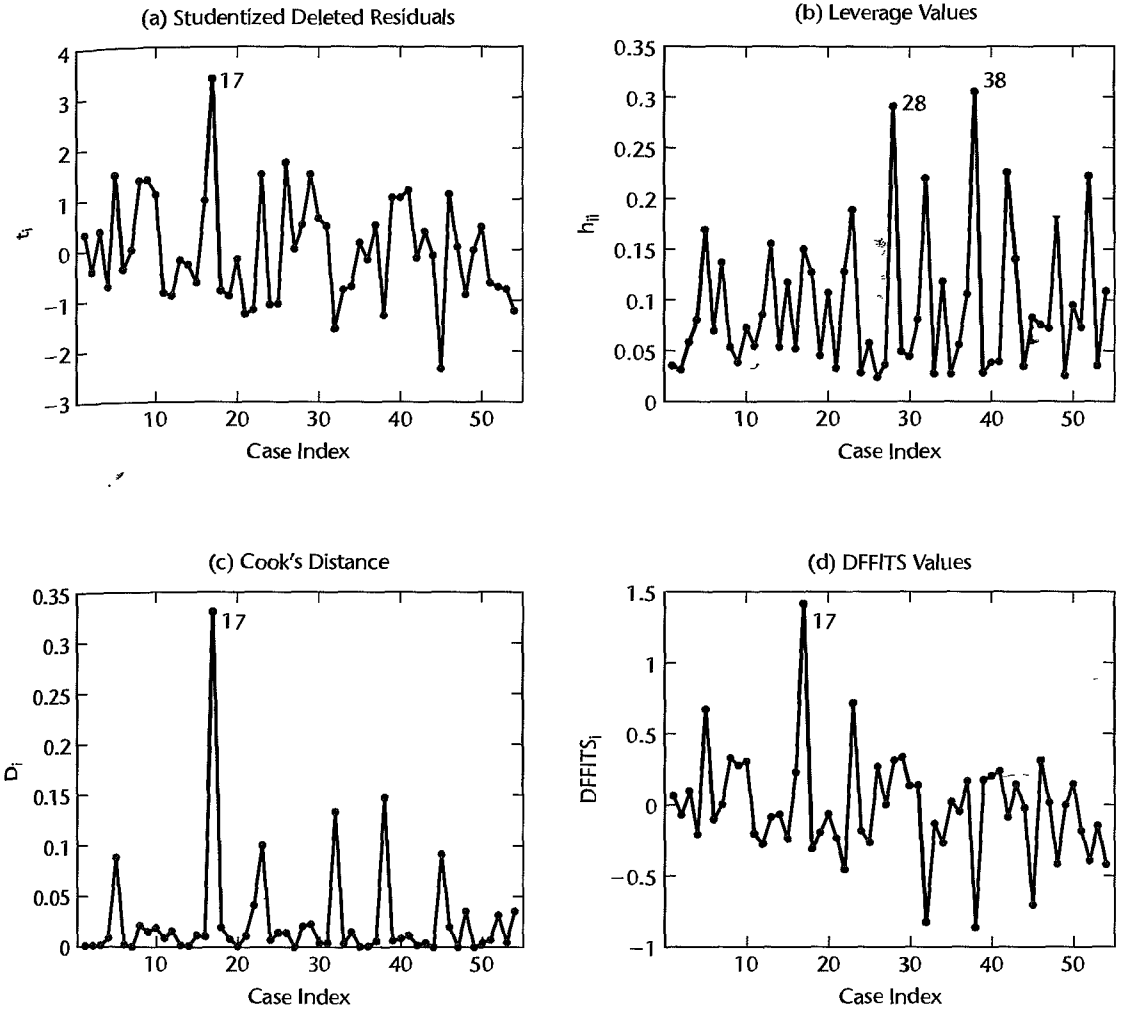 (a) Studentized Deleted Residuals
4
3
2
1
0
−1
−2
−3
tᵢ
17
10 20 30 40 50
Case Index
(b) Leverage Values
0.35
0.3
0.25
0.2
0.15
0.1
0.05
0
hᵢᵢ
28
38
10 20 30 40 50
Case Index
(c) Cook's Distance
0.35
0.3
0.25
0.2
0.15
0.1
0.05
0
Dᵢ
17
10 20 30 40 50
Case Index
(d) DFFITS Values
1.5
1
0.5
0
−0.5
−1
DFFITSᵢ
17
10 20 30 40 50
Case Index